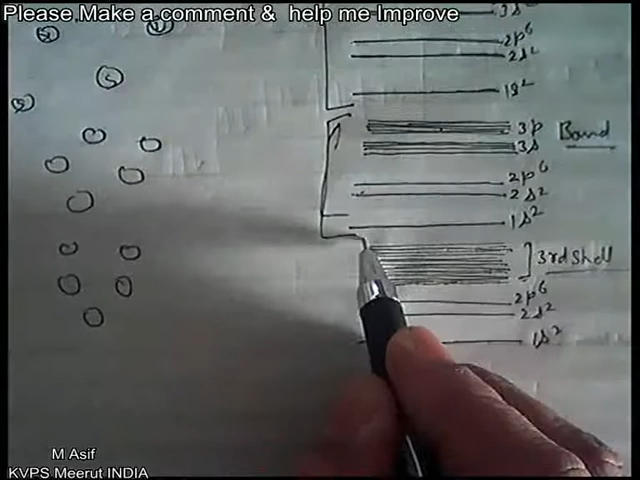 Please Make a comment & help me Improve
3s²
2p⁶
2s²
1s²
3p Band
3s
2p⁶
2s²
1s²
3rd Shell
2p⁶
2s²
1s²
M Asif
KVPS Meerut INDIA